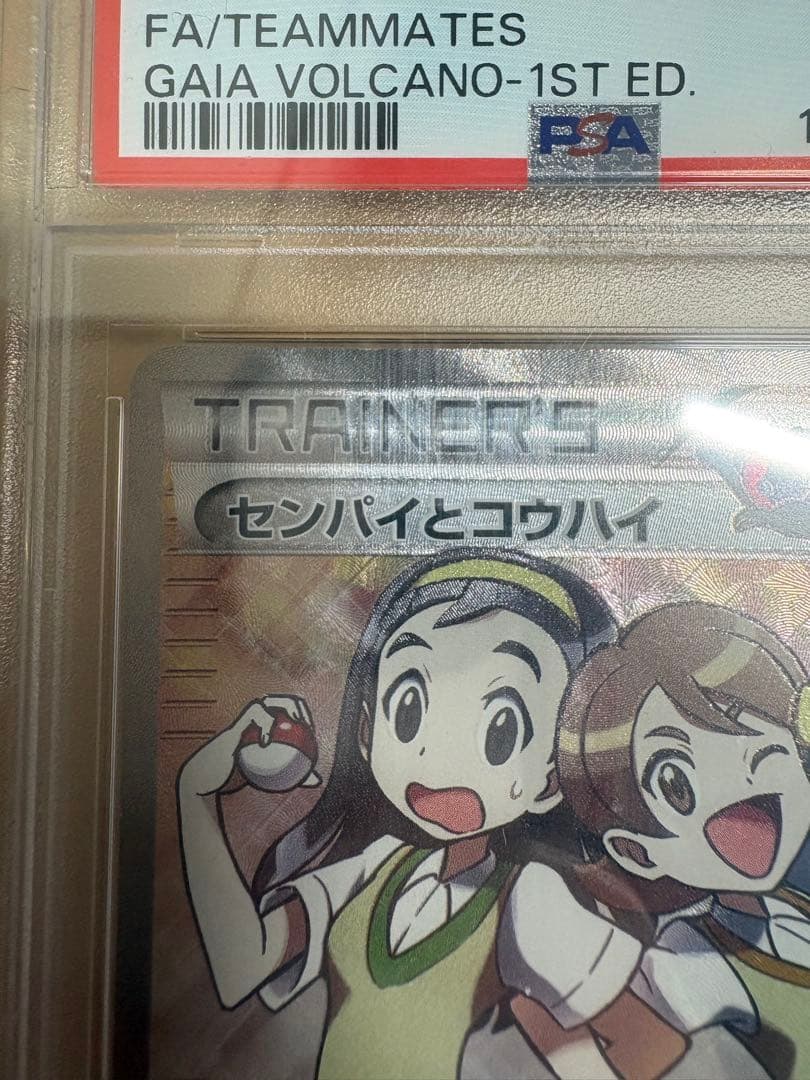 FA/TEAMMATES
GAIA VOLCANO-1ST ED.
PSA
TRAINER'S
センパイとコウハイ